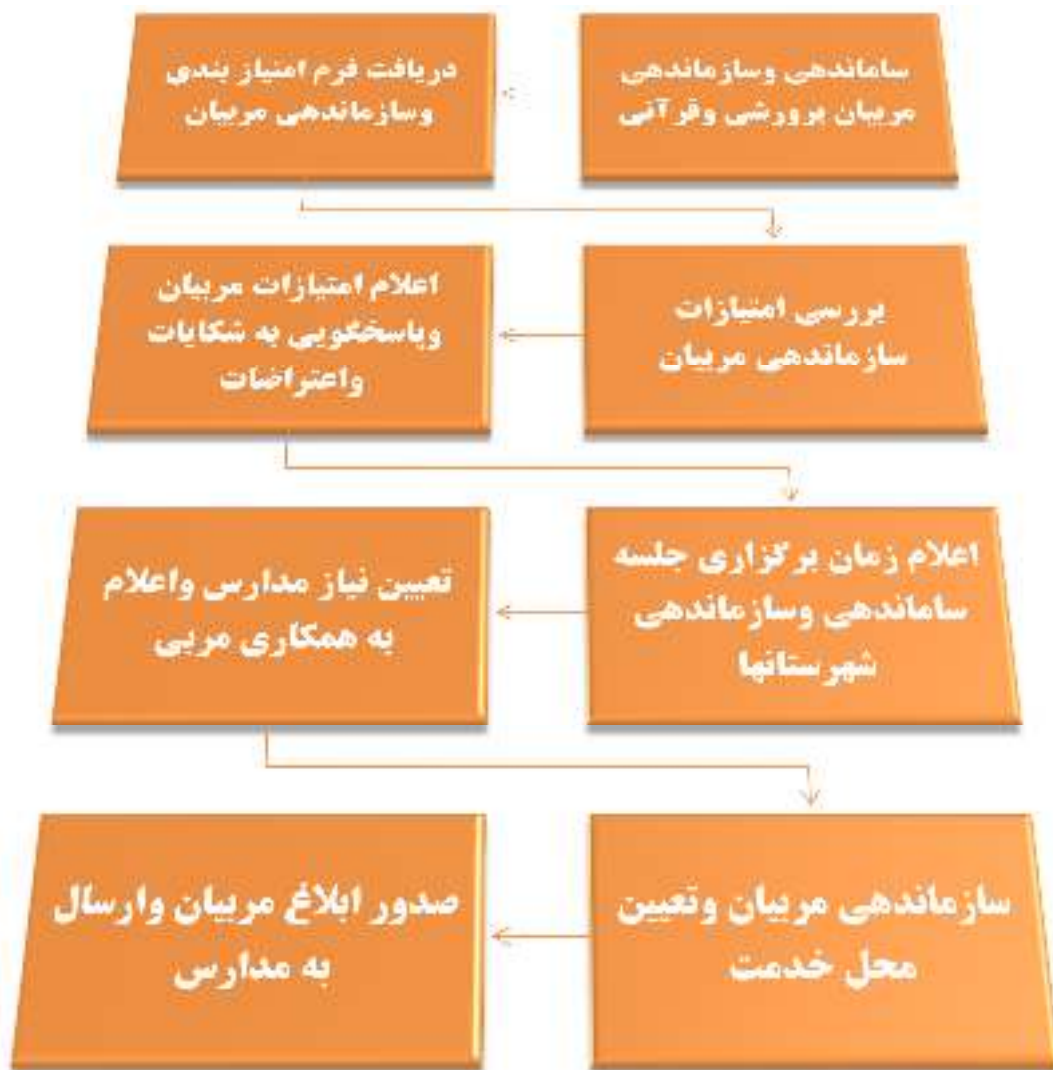 ساماندهی وسازماندهی
مربیان پرورشی وقرآنی
دریافت فرم امتیاز بندی
وسازماندهی مربیان
بررسی امتیازات
سازماندهی مربیان
اعلام امتیازات مربیان
وپاسخگویی به شکایات
واعتراضات
اعلام زمان برگزاری جلسه
ساماندهی وسازماندهی
شهرستانها
تعیین نیاز مدارس واعلام
به همکاری مربی
سازماندهی مربیان وتعیین
محل خدمت
صدور ابلاغ مربیان وارسال
به مدارس